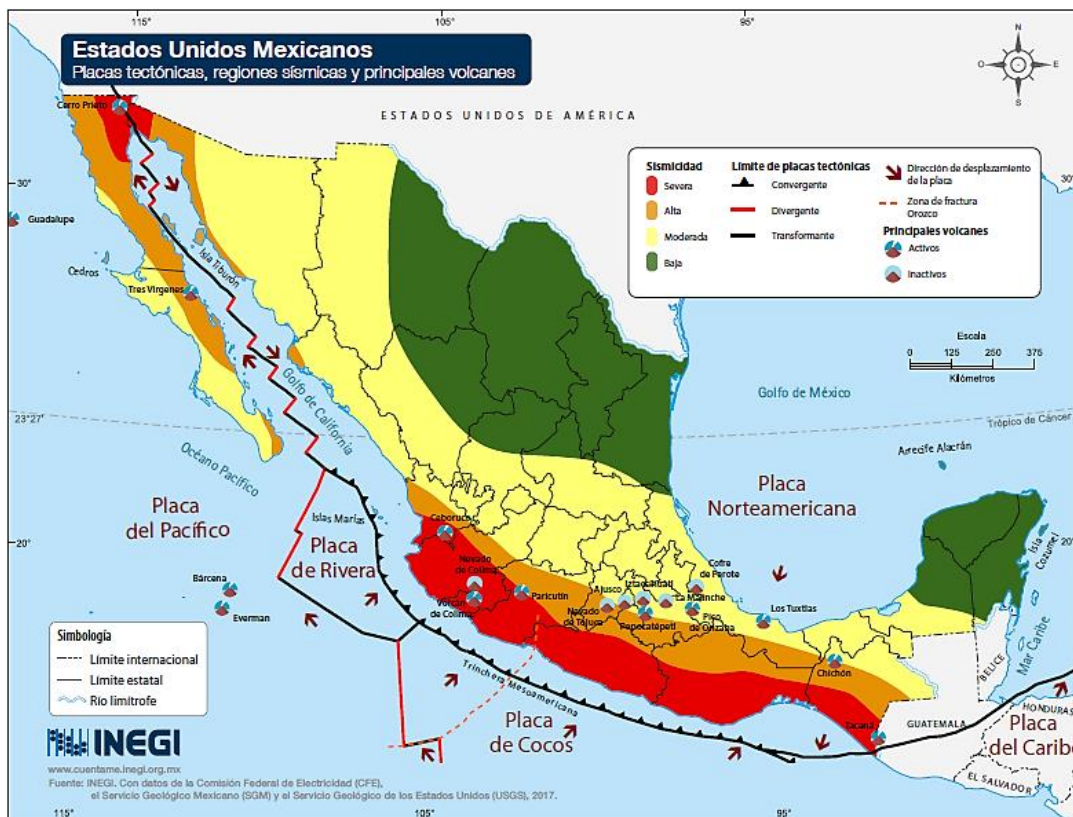 115°
105°
95°
Estados Unidos Mexicanos
Placas tectónicas, regiones sísmicas y principales volcanes
N
O
E
S
Cerro Prieto
ESTADOS UNIDOS DE AMÉRICA
Sismicidad
Severa
Alta
Moderada
Baja
Límite de placas tectónicas
Convergente
Divergente
Transformante
Dirección de desplazamiento
de la placa
Zona de fractura
Orozco
Principales volcanes
Activos
Inactivos
30°
30°
Guadalupe
Isla Tiburón
Cedros
Tres Vírgenes
Escala
0 125 250 375
Kilómetros
Golfo de California
Golfo de México
23°27'
Trópico de Cáncer
Océano Pacífico
Arrecife Alacrán
Placa
del Pacífico
Placa
Norteamericana
Islas Marías
Placa
de Rivera
Ceboruco
20°
20°
Isla
Cozumel
Nevado
de Colima
Volcán
de Colima
Paricutín
Nevado
de Toluca
Ajusco
Iztaccíhuatl
Popocatépetl
La Malinche
Cofre
de Perote
Pico
de Orizaba
Los Tuxtlas
Bárcena
Everman
Chichón
Tacaná
Mar Caribe
BELICE
Simbología
Límite internacional
Límite estatal
Río limítrofe
Trinchera Mesoamericana
Placa
de Cocos
GUATEMALA
HONDURAS
Placa
del Caribe
EL SALVADOR
INEGI
www.cuentame.inegi.org.mx
Fuente: INEGI. Con datos de la Comisión Federal de Electricidad (CFE),
el Servicio Geológico Mexicano (SGM) y el Servicio Geológico de los Estados Unidos (USGS), 2017.
115°
105°
95°